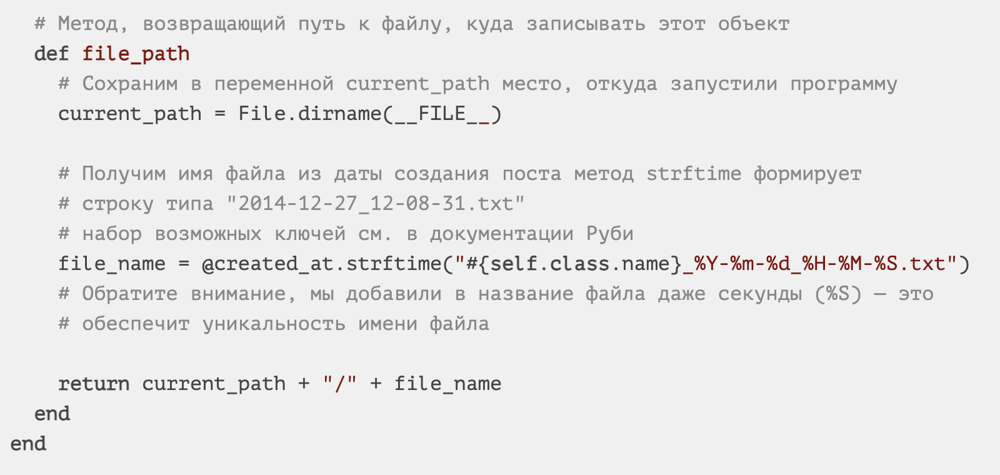 # Метод, возвращающий путь к файлу, куда записывать этот объект
def file_path
# Сохраним в переменной current_path место, откуда запустили программу
current_path = File.dirname(__FILE__)
# Получим имя файла из даты создания поста метод strftime формирует
# строку типа "2014-12-27_12-08-31.txt"
# набор возможных ключей см. в документации Руби
file_name = @created_at.strftime("#{self.class.name}_%Y-%m-%d_%H-%M-%S.txt")
# Обратите внимание, мы добавили в название файла даже секунды (%S) — это
# обеспечит уникальность имени файла
return current_path + "/" + file_name
end
end